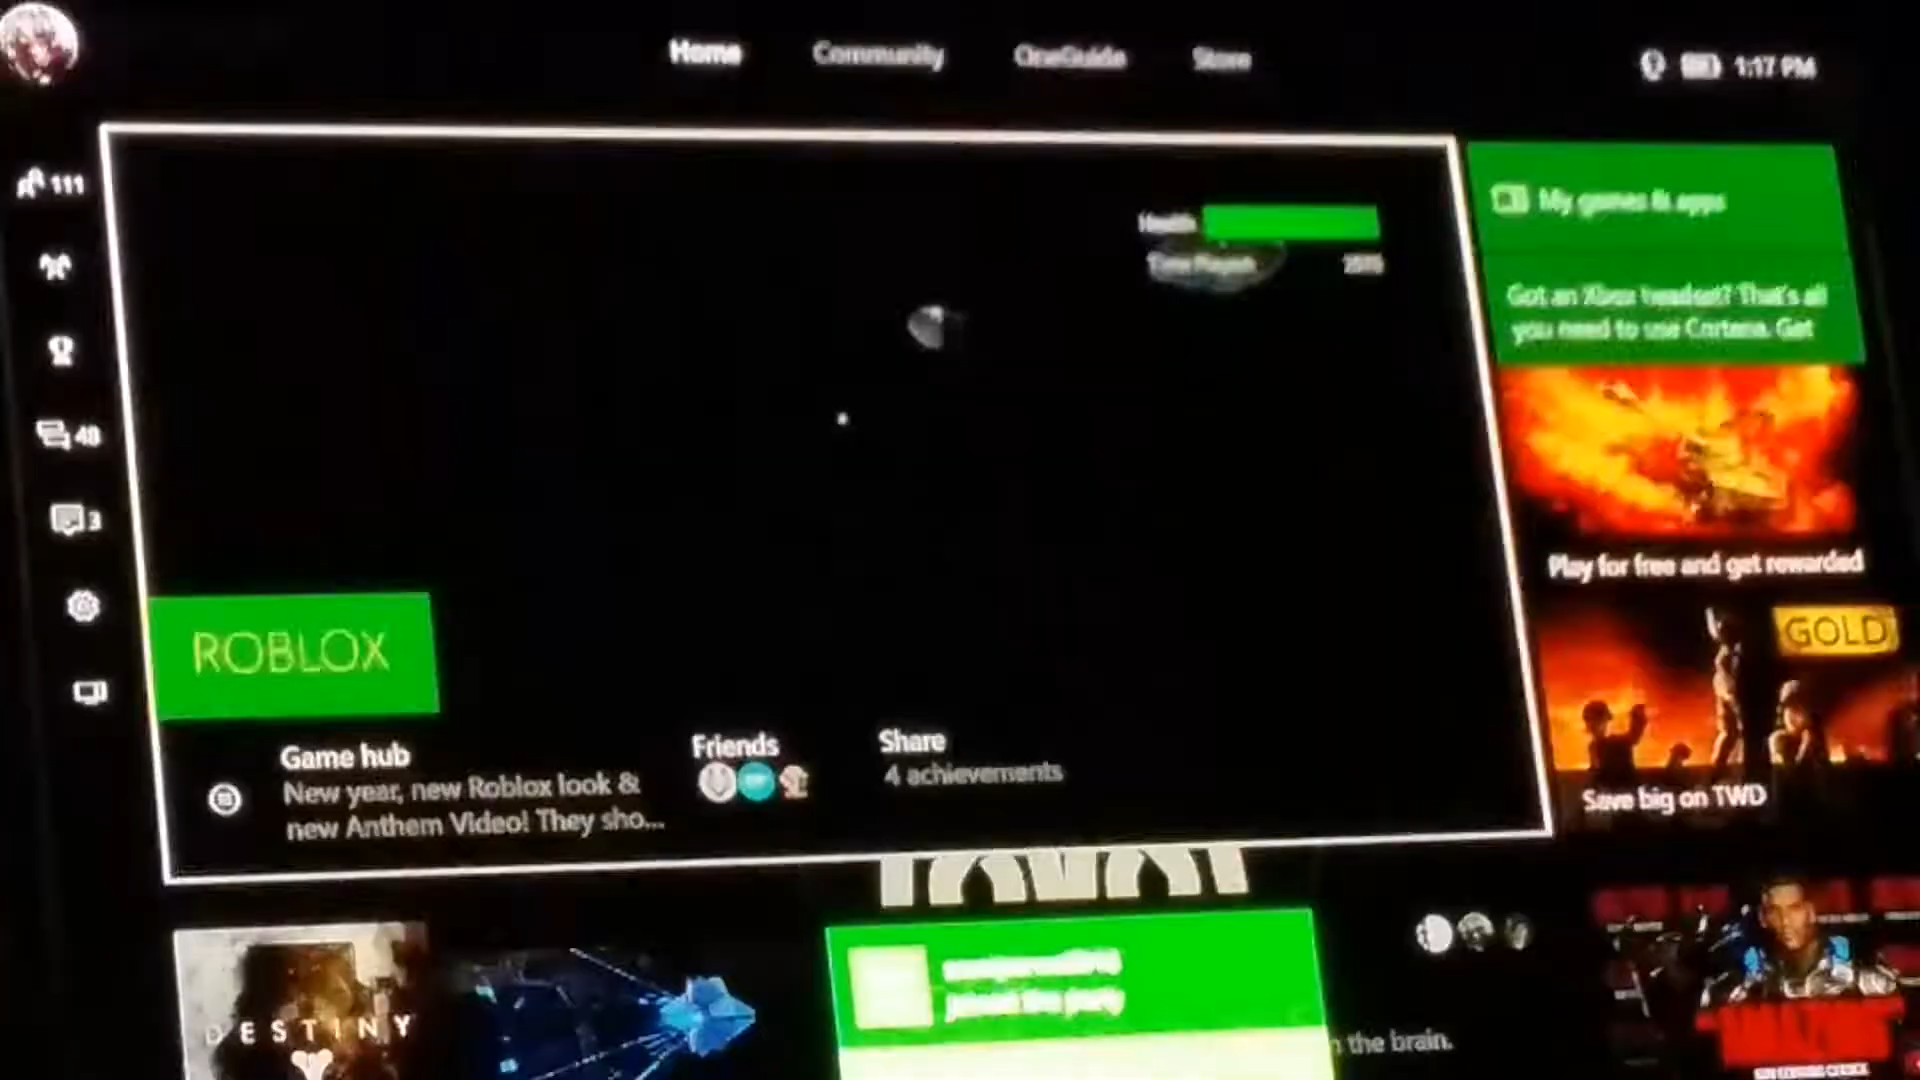 Home
Community
OneGuide
Store
1:17 PM
111
My games & apps
Health
Got an Xbox headset? That's all
you need to use Cortana. Get
48
3
Play for free and get rewarded
ROBLOX
GOLD
Game hub
New year, new Roblox look &
new Anthem Video! They sho...
Friends
Share
4 achievements
Save big on TWD
DESTINY
joined the party
the brain.